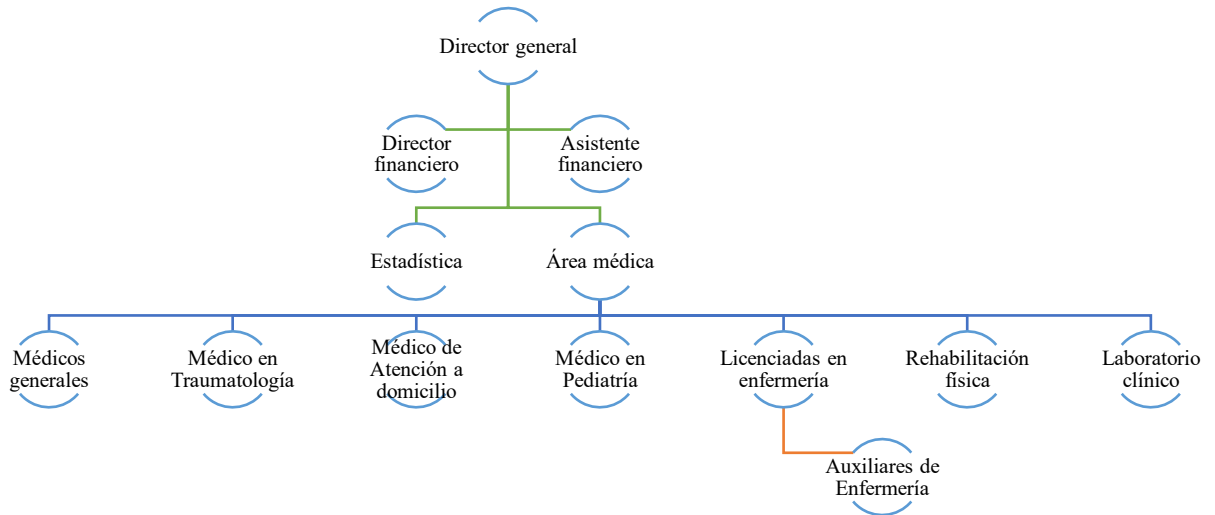 Director general
Director
financiero
Asistente
financiero
Estadística
Área médica
Médicos
generales
Médico en
Traumatología
Médico de
Atención a
domicilio
Médico en
Pediatría
Licenciadas en
enfermería
Rehabilitación
física
Laboratorio
clínico
Auxiliares de
Enfermería